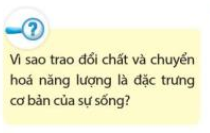 Vì sao trao đổi chất và chuyển
hoá năng lượng là đặc trưng
cơ bản của sự sống?